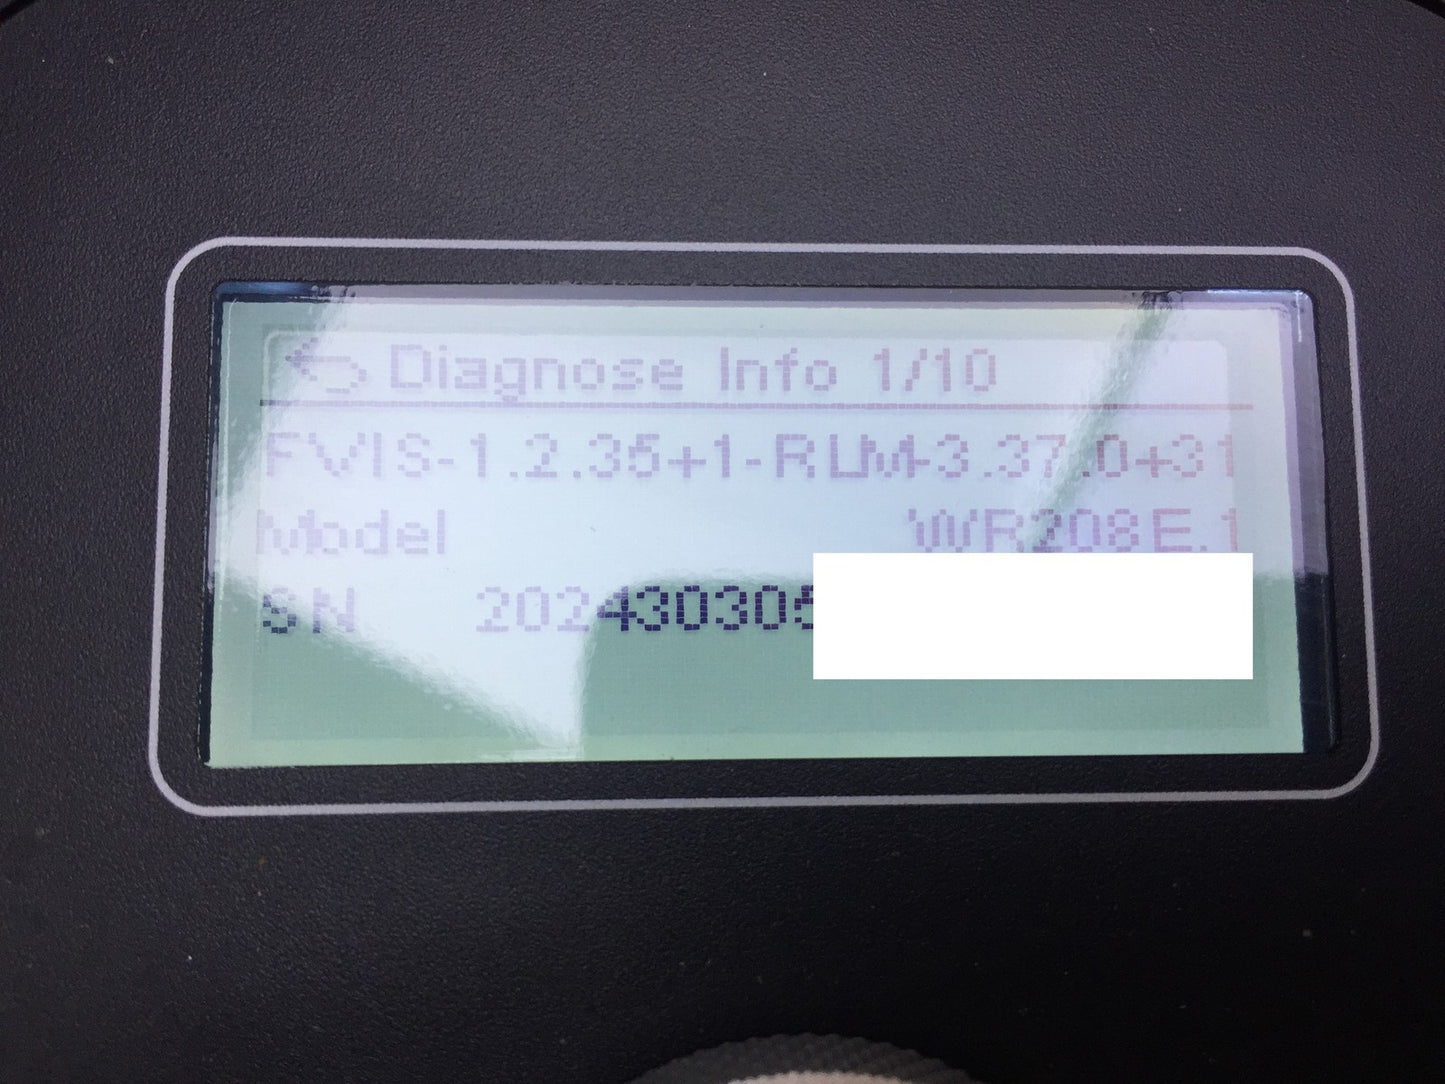 Diagnose Info 1/10
FVIS-1.2.35+1-RLM-3.37.0+31
Model WR208E.1
SN 202430305